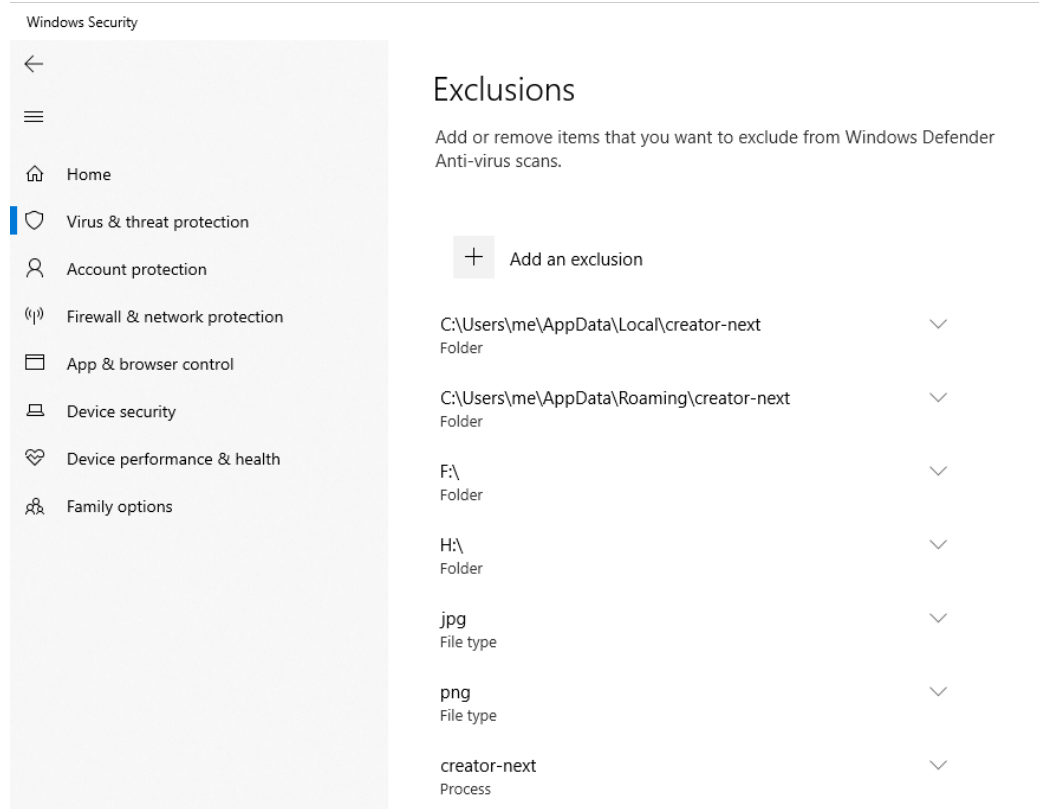 Windows Security
Home
Virus & threat protection
Account protection
Firewall & network protection
App & browser control
Device security
Device performance & health
Family options
Exclusions
Add or remove items that you want to exclude from Windows Defender
Anti-virus scans.
Add an exclusion
C:\Users\me\AppData\Local\creator-next
Folder
C:\Users\me\AppData\Roaming\creator-next
Folder
F:\
Folder
H:\
Folder
jpg
File type
png
File type
creator-next
Process